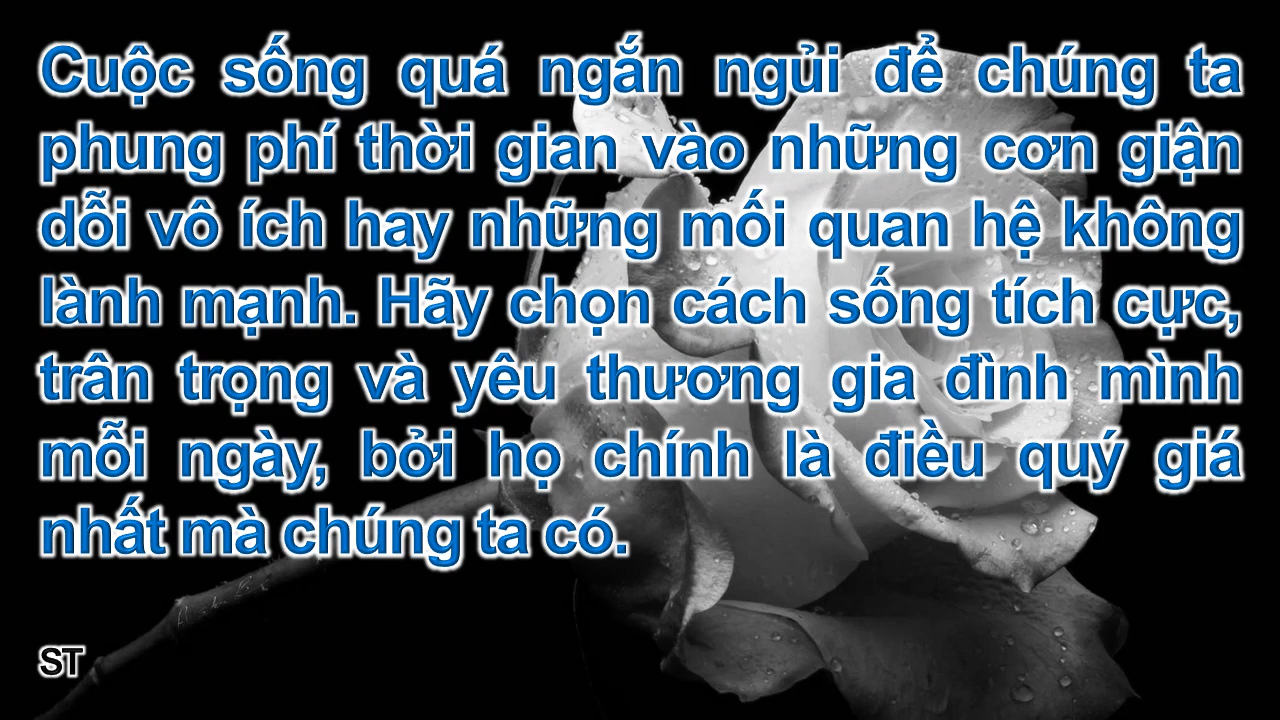 Cuộc sống quá ngắn ngủi để chúng ta
phung phí thời gian vào những cơn giận
dỗi vô ích hay những mối quan hệ không
lành mạnh. Hãy chọn cách sống tích cực,
trân trọng và yêu thương gia đình mình
mỗi ngày, bởi họ chính là điều quý giá
nhất mà chúng ta có.
ST